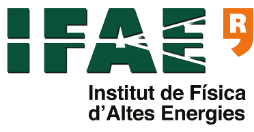 IFAE R
Institut de Física
d'Altes Energies